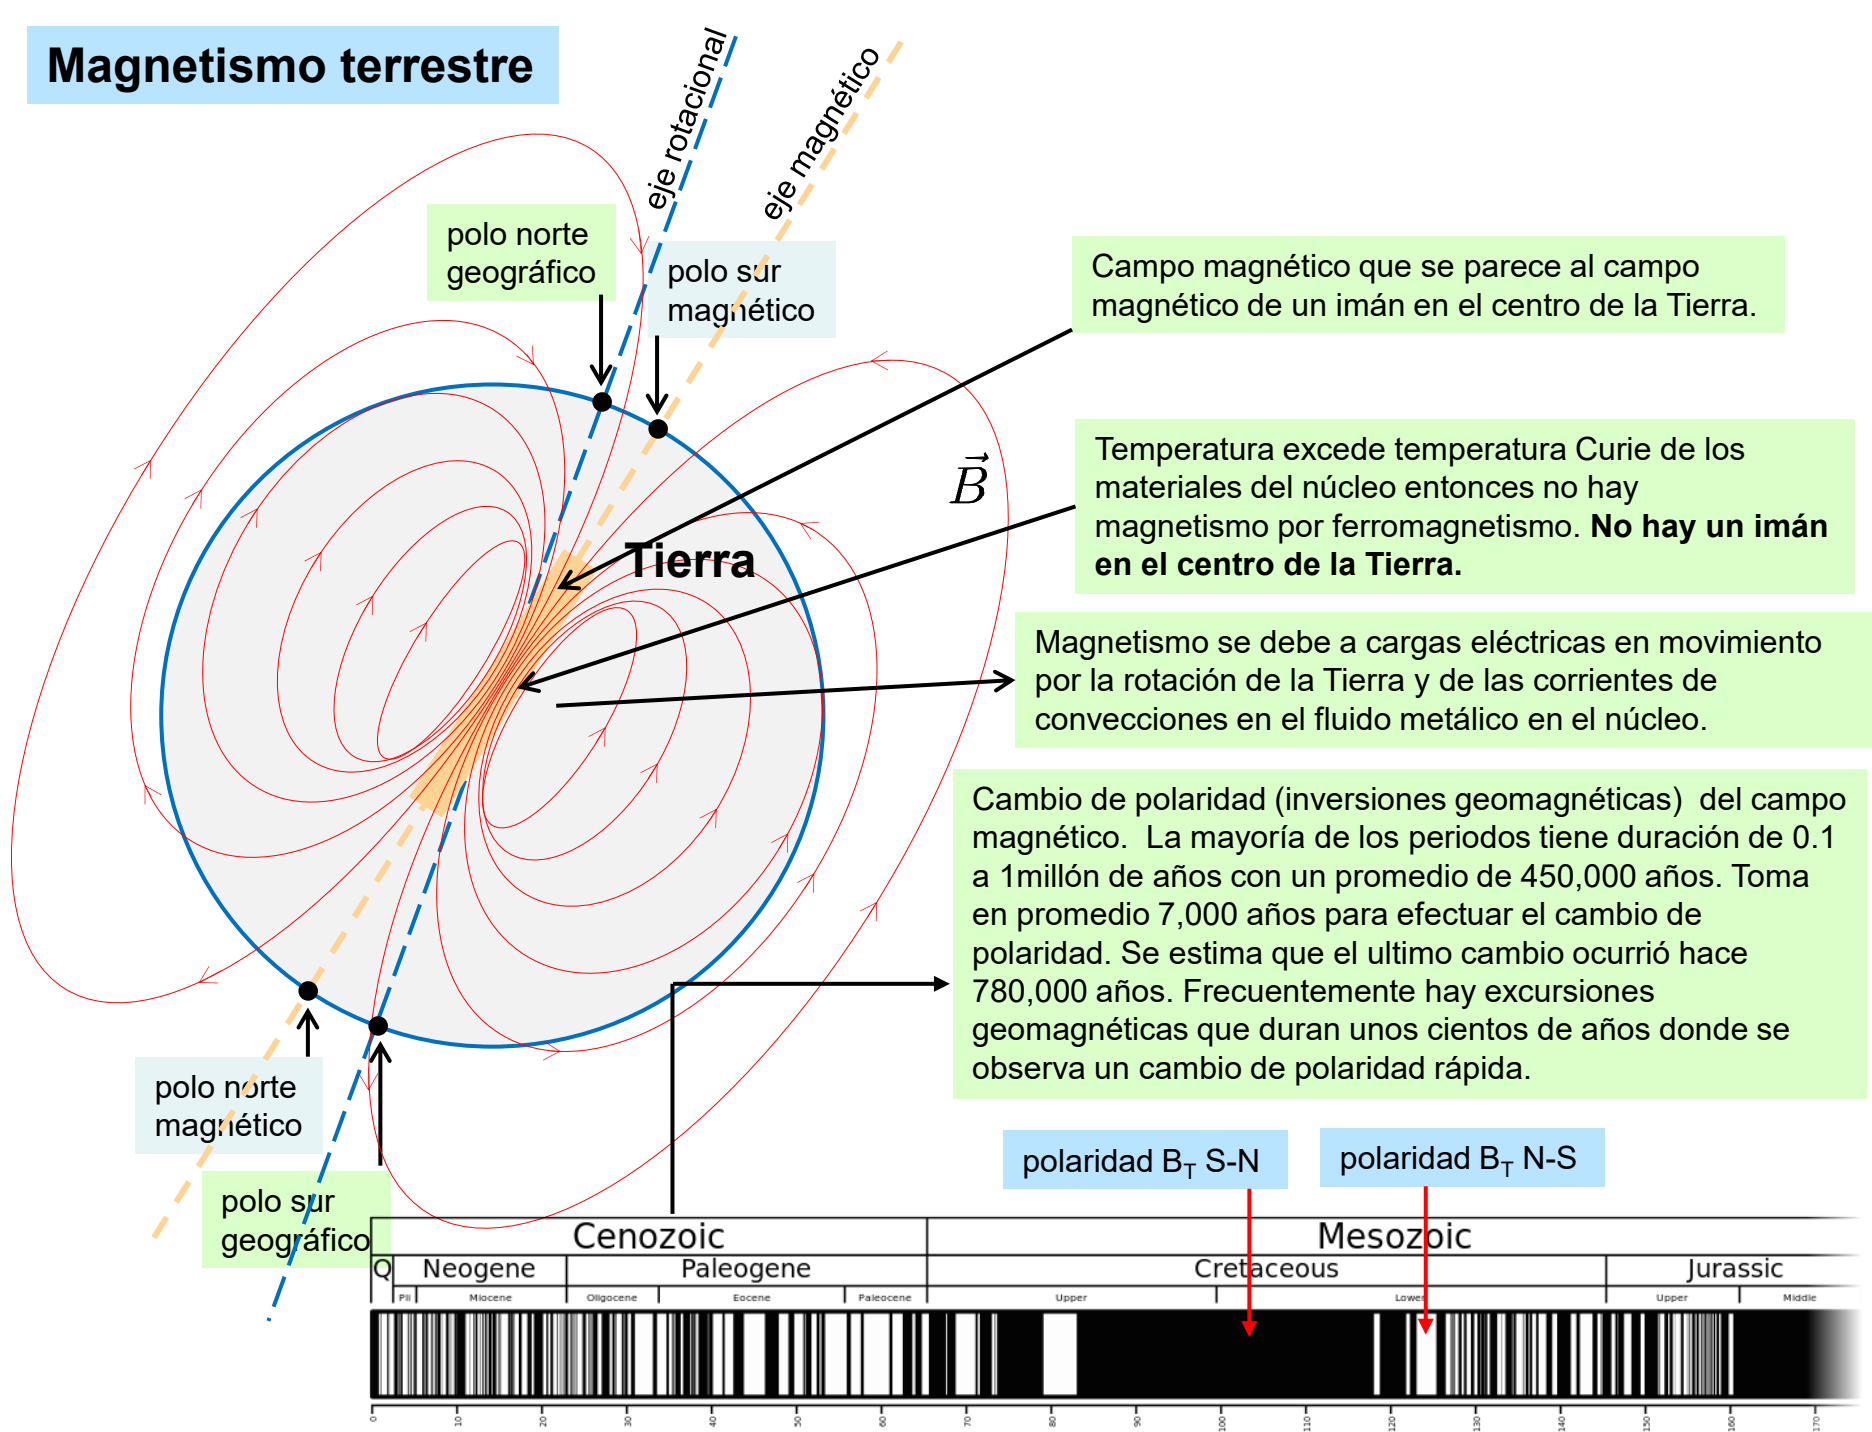 Magnetismo terrestre
eje rotacional
eje magnético
polo norte
geográfico
polo sur
magnético
Campo magnético que se parece al campo
magnético de un imán en el centro de la Tierra.
B
Temperatura excede temperatura Curie de los
materiales del núcleo entonces no hay
magnetismo por ferromagnetismo. No hay un imán
en el centro de la Tierra.
Tierra
Magnetismo se debe a cargas eléctricas en movimiento
por la rotación de la Tierra y de las corrientes de
convecciones en el fluido metálico en el núcleo.
Cambio de polaridad (inversiones geomagnéticas)  del campo
magnético.  La mayoría de los periodos tiene duración de 0.1
a 1millón de años con un promedio de 450,000 años. Toma
en promedio 7,000 años para efectuar el cambio de
polaridad. Se estima que el ultimo cambio ocurrió hace
780,000 años. Frecuentemente hay excursiones
geomagnéticas que duran unos cientos de años donde se
observa un cambio de polaridad rápida.
polo norte
magnético
polo sur
geográfico
polaridad B_T S-N
polaridad B_T N-S
Cenozoic Mesozoic
Q Neogene Paleogene Cretaceous Jurassic
Pli Miocene Oligocene Eocene Paleocene Upper Lower Upper Middle
0 10 20 30 40 50 60 70 80 90 100 110 120 130 140 150 160 170